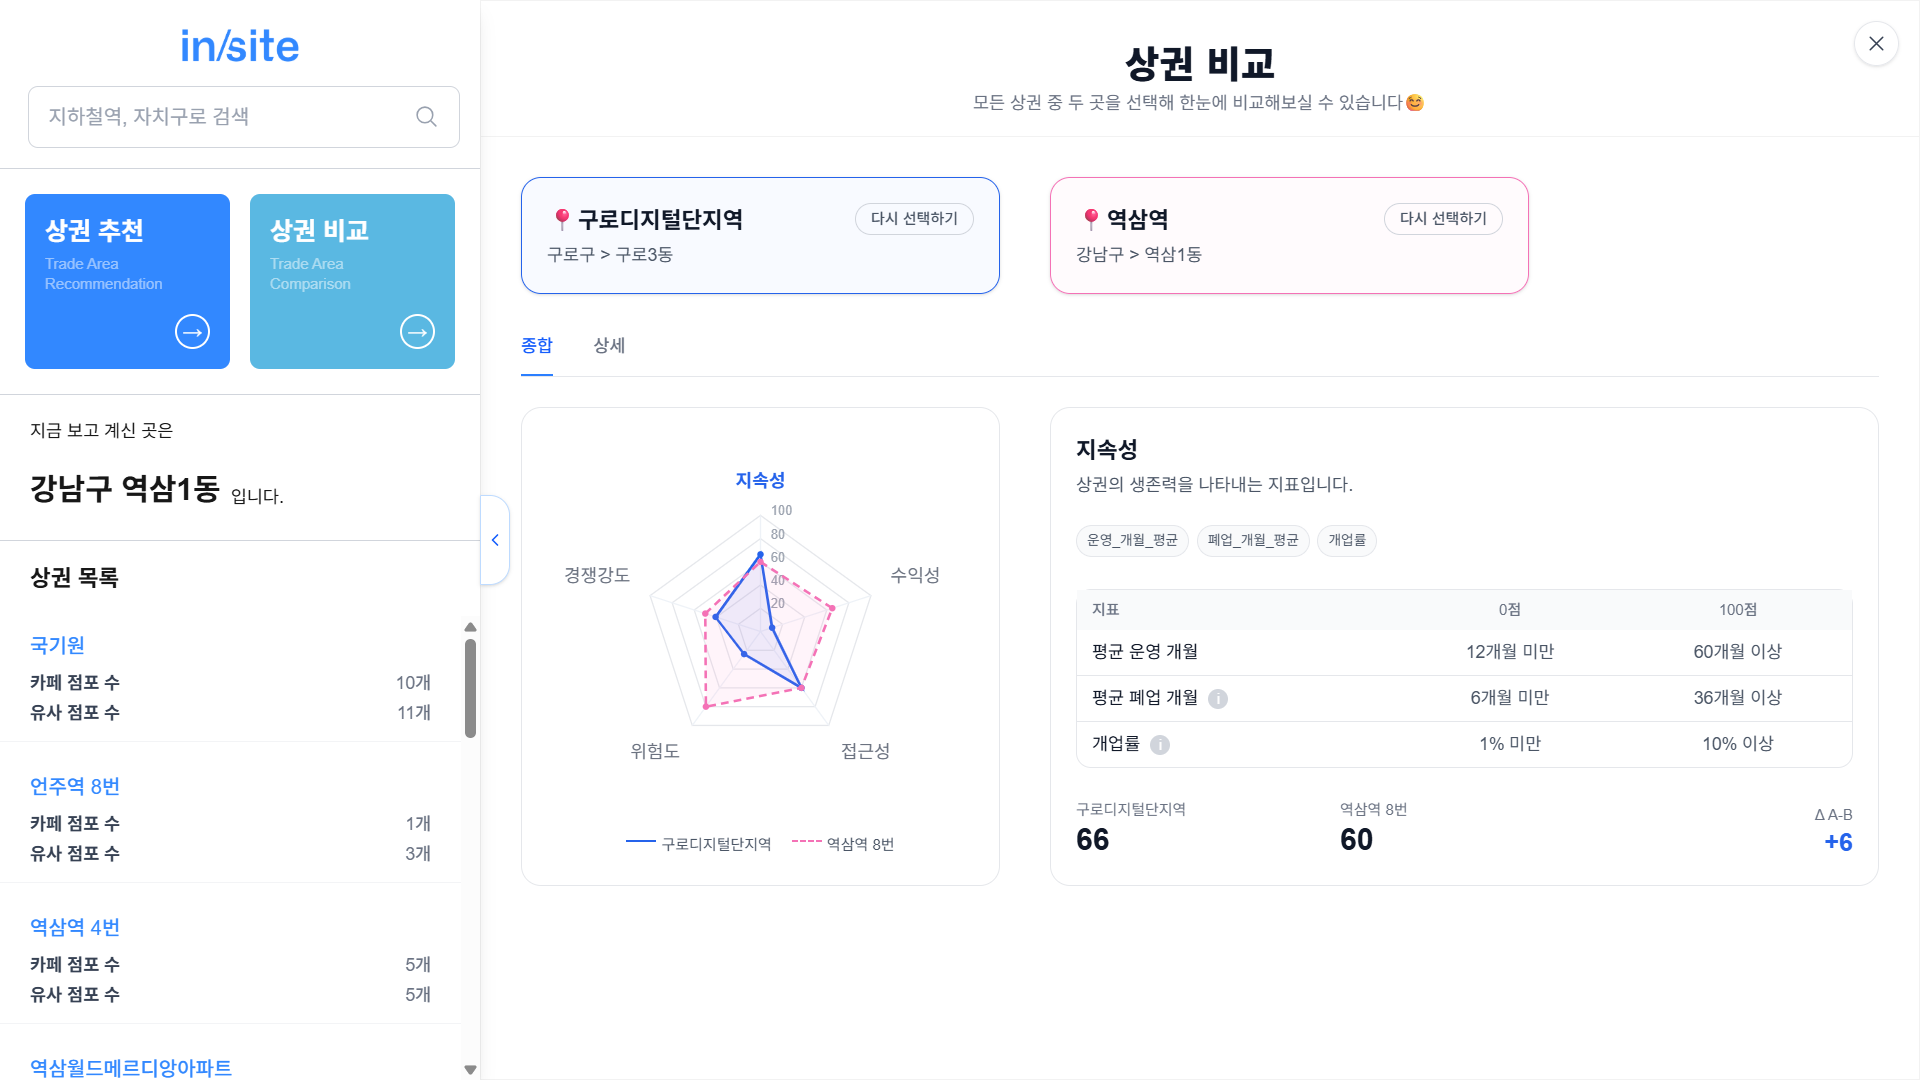 in/site
지하철역, 자치구로 검색
상권 추천
Trade Area
Recommendation
상권 비교
Trade Area
Comparison
지금 보고 계신 곳은
강남구 역삼1동 입니다.
상권 목록
국기원
카페 점포 수 10개
유사 점포 수 11개
언주역 8번
카페 점포 수 1개
유사 점포 수 3개
역삼역 4번
카페 점포 수 5개
유사 점포 수 5개
역삼월드메르디앙아파트
상권 비교
모든 상권 중 두 곳을 선택해 한눈에 비교해보실 수 있습니다😊
📍 구로디지털단지역 다시 선택하기
구로구 > 구로3동
📍 역삼역 다시 선택하기
강남구 > 역삼1동
종합 상세
지속성
100
80
60
40
20
경쟁강도
수익성
위험도
접근성
구로디지털단지역 역삼역 8번
지속성
상권의 생존력을 나타내는 지표입니다.
운영_개월_평균 폐업_개월_평균 개업률
지표 0점 100점
평균 운영 개월 12개월 미만 60개월 이상
평균 폐업 개월 i 6개월 미만 36개월 이상
개업률 i 1% 미만 10% 이상
구로디지털단지역 역삼역 8번 Δ A-B
66 60 +6